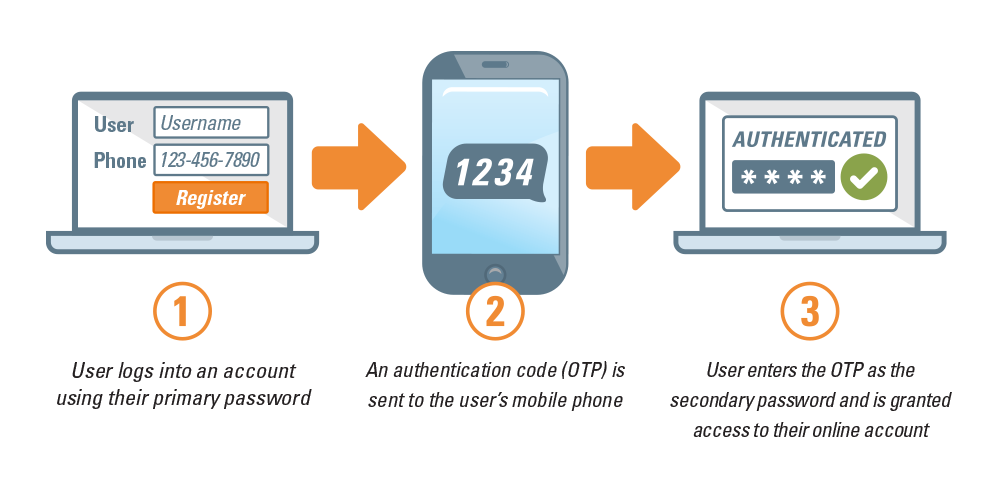 User Username
Phone 123-456-7890
Register
1234
AUTHENTICATED
****
1
User logs into an account
using their primary password
2
An authentication code (OTP) is
sent to the user’s mobile phone
3
User enters the OTP as the
secondary password and is granted
access to their online account